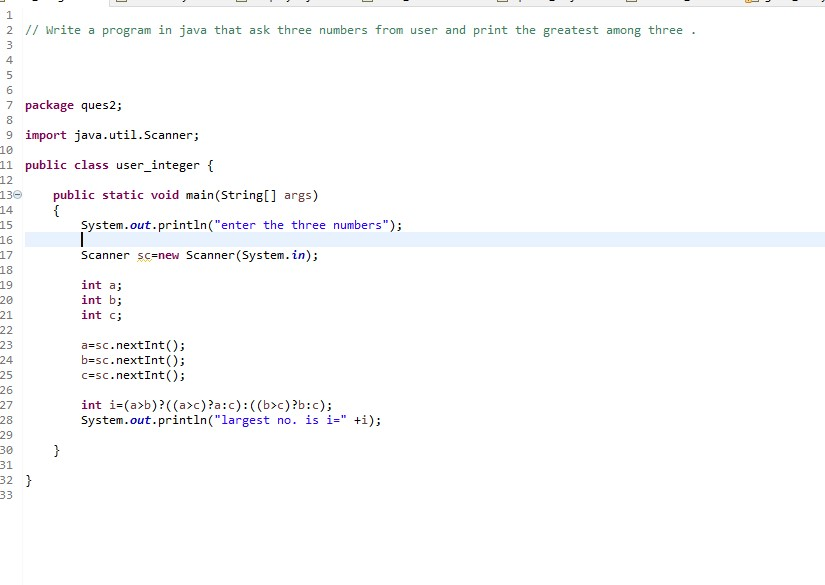 1
2 // Write a program in java that ask three numbers from user and print the greatest among three .
3
4
5
6
7 package ques2;
8
9 import java.util.Scanner;
10
11 public class user_integer {
12
13 public static void main(String[] args)
14 {
15 System.out.println("enter the three numbers");
16
17 Scanner sc=new Scanner(System.in);
18
19 int a;
20 int b;
21 int c;
22
23 a=sc.nextInt();
24 b=sc.nextInt();
25 c=sc.nextInt();
26
27 int i=(a>b)?((a>c)?a:c):((b>c)?b:c);
28 System.out.println("largest no. is i=" +i);
29
30 }
31
32 }
33